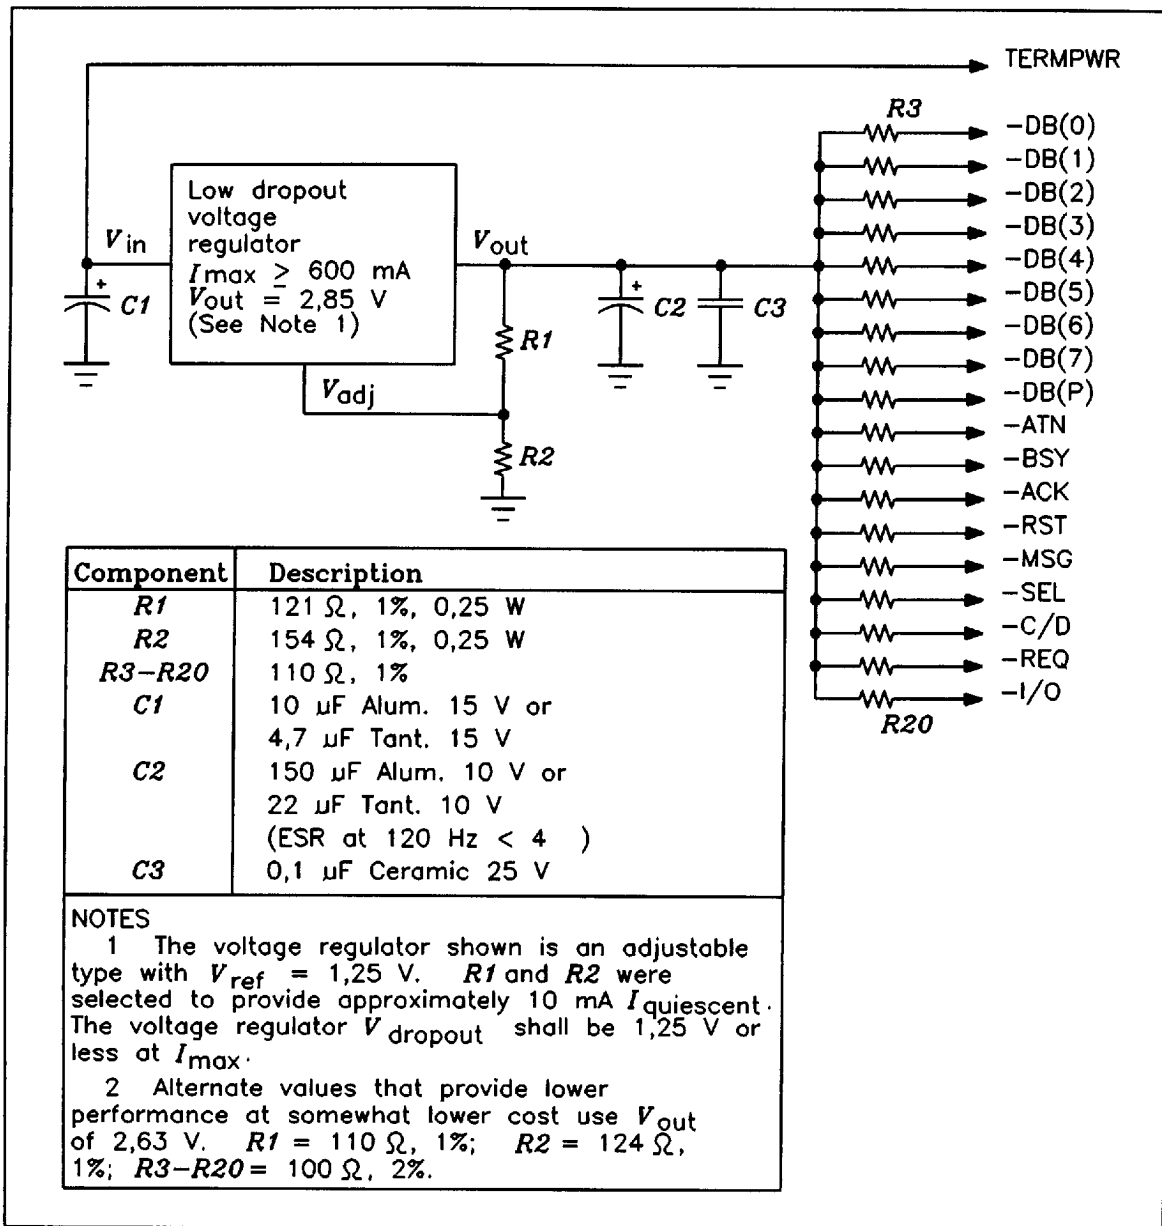 TERMPWR
R3
-DB(0)
-DB(1)
-DB(2)
-DB(3)
-DB(4)
-DB(5)
-DB(6)
-DB(7)
-DB(P)
-ATN
-BSY
-ACK
-RST
-MSG
-SEL
-C/D
-REQ
-I/O
R20
Vin
Low dropout
voltage
regulator
Imax ≥ 600 mA
Vout = 2,85 V
(See Note 1)
Vout
+
C1
+
C2
C3
R1
Vadj
R2
Component Description
R1 121 Ω, 1%, 0,25 W
R2 154 Ω, 1%, 0,25 W
R3-R20 110 Ω, 1%
C1 10 µF Alum. 15 V or
4,7 µF Tant. 15 V
C2 150 µF Alum. 10 V or
22 µF Tant. 10 V
(ESR at 120 Hz < 4 )
C3 0,1 µF Ceramic 25 V
NOTES
1 The voltage regulator shown is an adjustable
type with Vref = 1,25 V. R1 and R2 were
selected to provide approximately 10 mA Iquiescent.
The voltage regulator Vdropout shall be 1,25 V or
less at Imax.
2 Alternate values that provide lower
performance at somewhat lower cost use Vout
of 2,63 V. R1 = 110 Ω, 1%; R2 = 124 Ω,
1%; R3-R20 = 100 Ω, 2%.